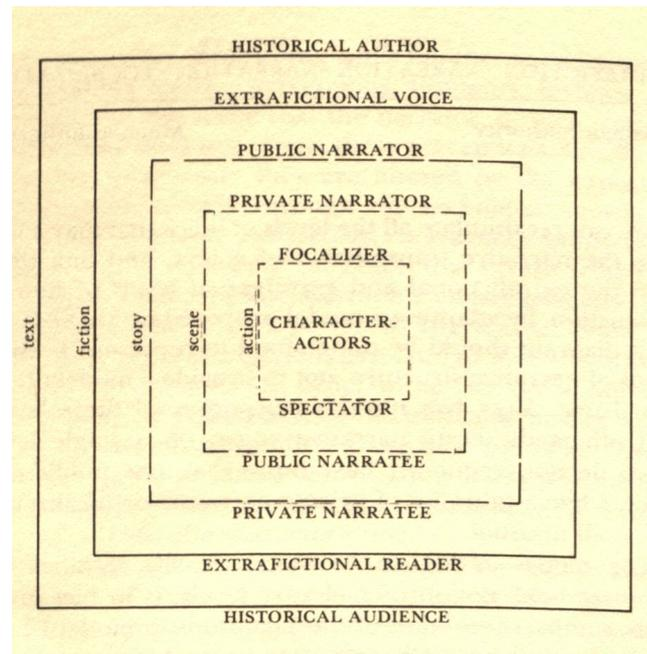 HISTORICAL AUTHOR
EXTRAFICTIONAL VOICE
PUBLIC NARRATOR
PRIVATE NARRATOR
FOCALIZER
text
fiction
story
scene
action
CHARACTER-
ACTORS
SPECTATOR
PUBLIC NARRATEE
PRIVATE NARRATEE
EXTRAFICTIONAL READER
HISTORICAL AUDIENCE